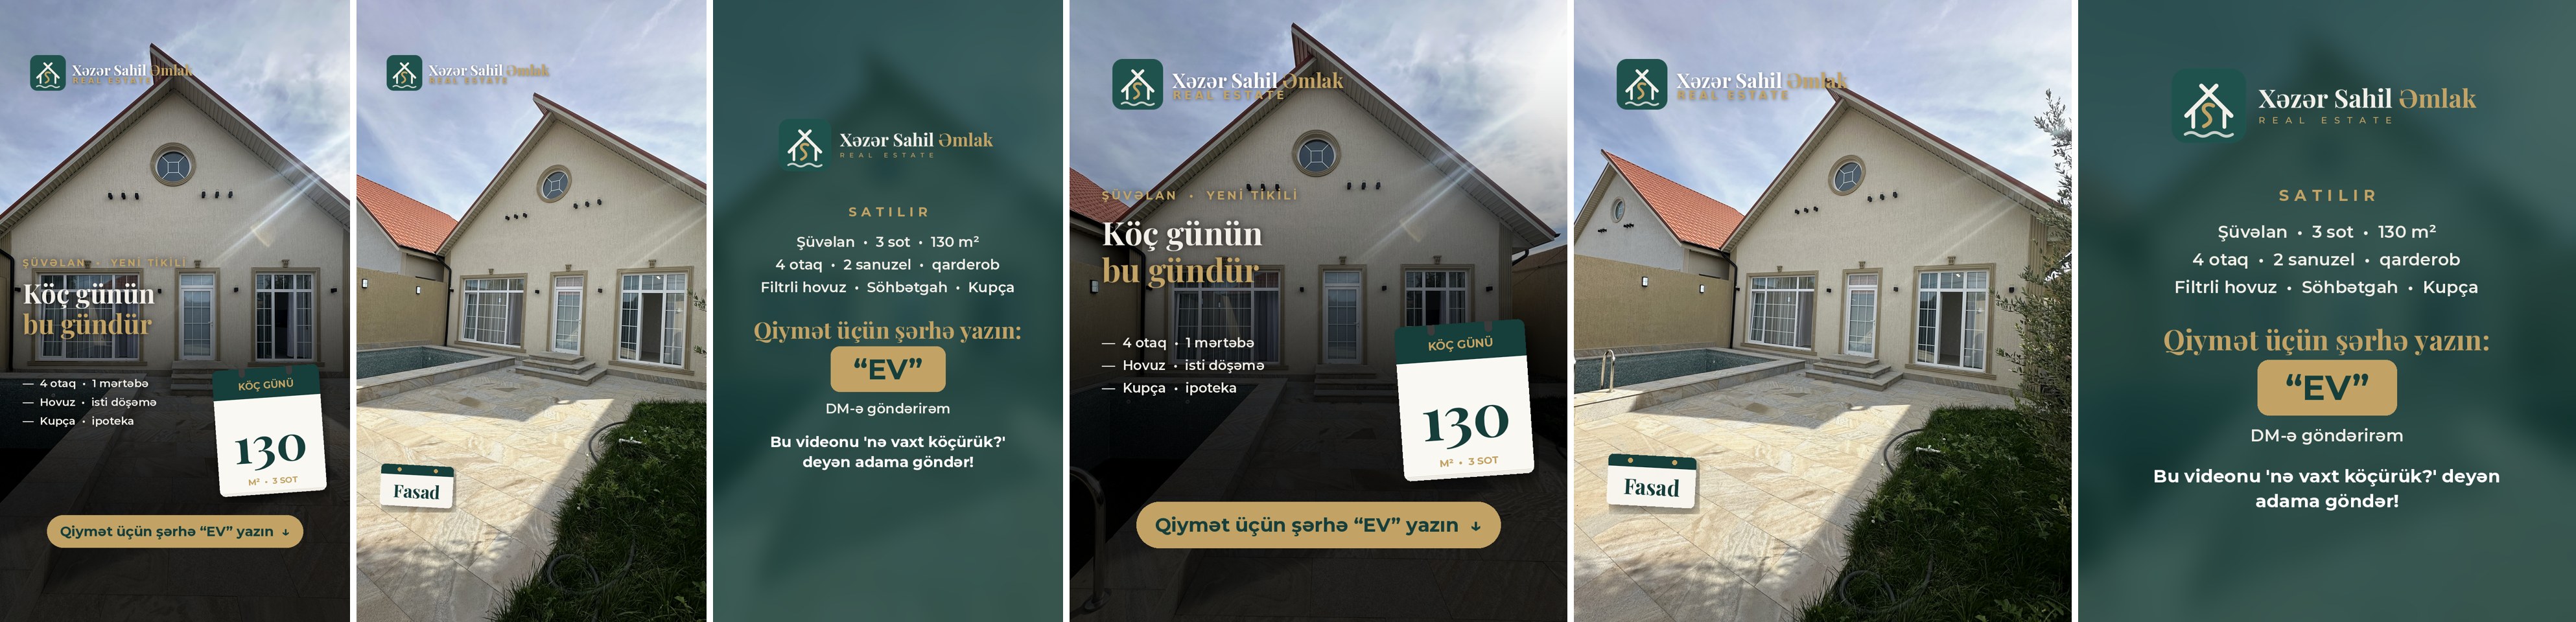 Xəzər Sahil Əmlak
REAL ESTATE
ŞÜVƏLAN • YENİ TİKİLİ
Köç günün
bu gündür
— 4 otaq • 1 mərtəbə
— Hovuz • isti döşəmə
— Kupça • ipoteka
KÖÇ GÜNÜ
130
M² • 3 SOT
Qiymət üçün şərhə “EV” yazın ↓
Xəzər Sahil Əmlak
REAL ESTATE
Fasad
Xəzər Sahil Əmlak
REAL ESTATE
SATILIR
Şüvəlan • 3 sot • 130 m²
4 otaq • 2 sanuzel • qarderob
Filtrli hovuz • Söhbətgah • Kupça
Qiymət üçün şərhə yazın:
“EV”
DM-ə göndərirəm
Bu videonu 'nə vaxt köçürük?'
deyən adama göndər!
Xəzər Sahil Əmlak
REAL ESTATE
ŞÜVƏLAN • YENİ TİKİLİ
Köç günün
bu gündür
— 4 otaq • 1 mərtəbə
— Hovuz • isti döşəmə
— Kupça • ipoteka
KÖÇ GÜNÜ
130
M² • 3 SOT
Qiymət üçün şərhə “EV” yazın ↓
Xəzər Sahil Əmlak
REAL ESTATE
Fasad
Xəzər Sahil Əmlak
REAL ESTATE
SATILIR
Şüvəlan • 3 sot • 130 m²
4 otaq • 2 sanuzel • qarderob
Filtrli hovuz • Söhbətgah • Kupça
Qiymət üçün şərhə yazın:
“EV”
DM-ə göndərirəm
Bu videonu 'nə vaxt köçürük?' deyən
adama göndər!